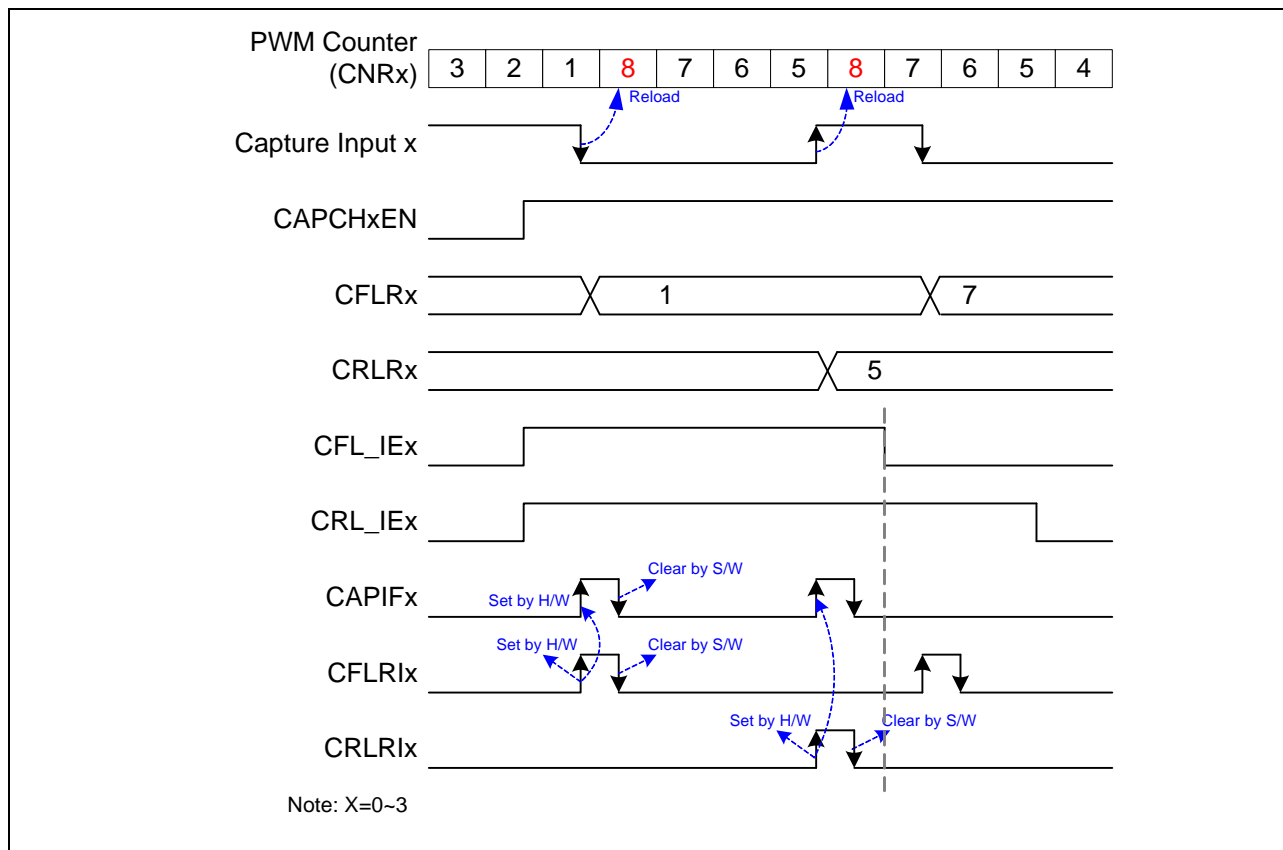 PWM Counter
(CNRx)
3 2 1 8 7 6 5 8 7 6 5 4
Reload Reload
Capture Input x
CAPCHxEN
CFLRx
1 7
CRLRx
5
CFL_IEx
CRL_IEx
CAPIFx
Set by H/W
Clear by S/W
CFLRIx
Set by H/W
Clear by S/W
CRLRIx
Set by H/W
Clear by S/W
Note: X=0~3